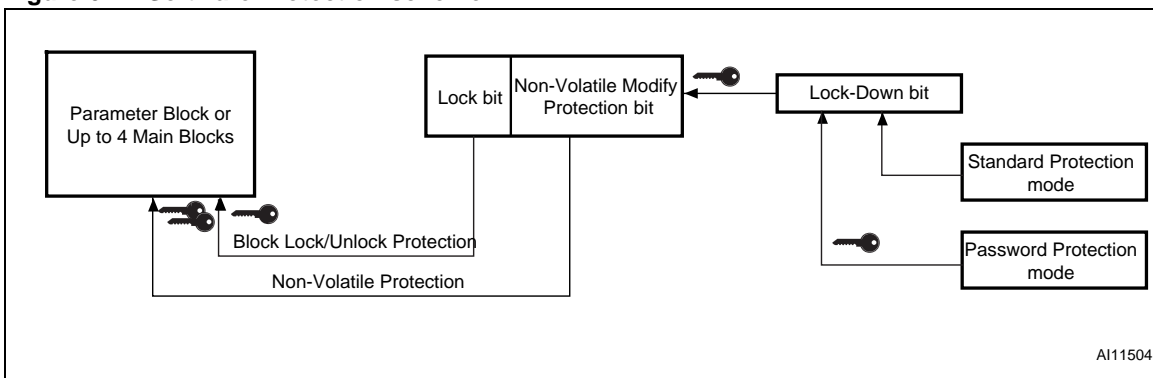 Parameter Block or
Up to 4 Main Blocks
Lock bit
Non-Volatile Modify
Protection bit
Lock-Down bit
Standard Protection
mode
Password Protection
mode
Block Lock/Unlock Protection
Non-Volatile Protection
AI11504